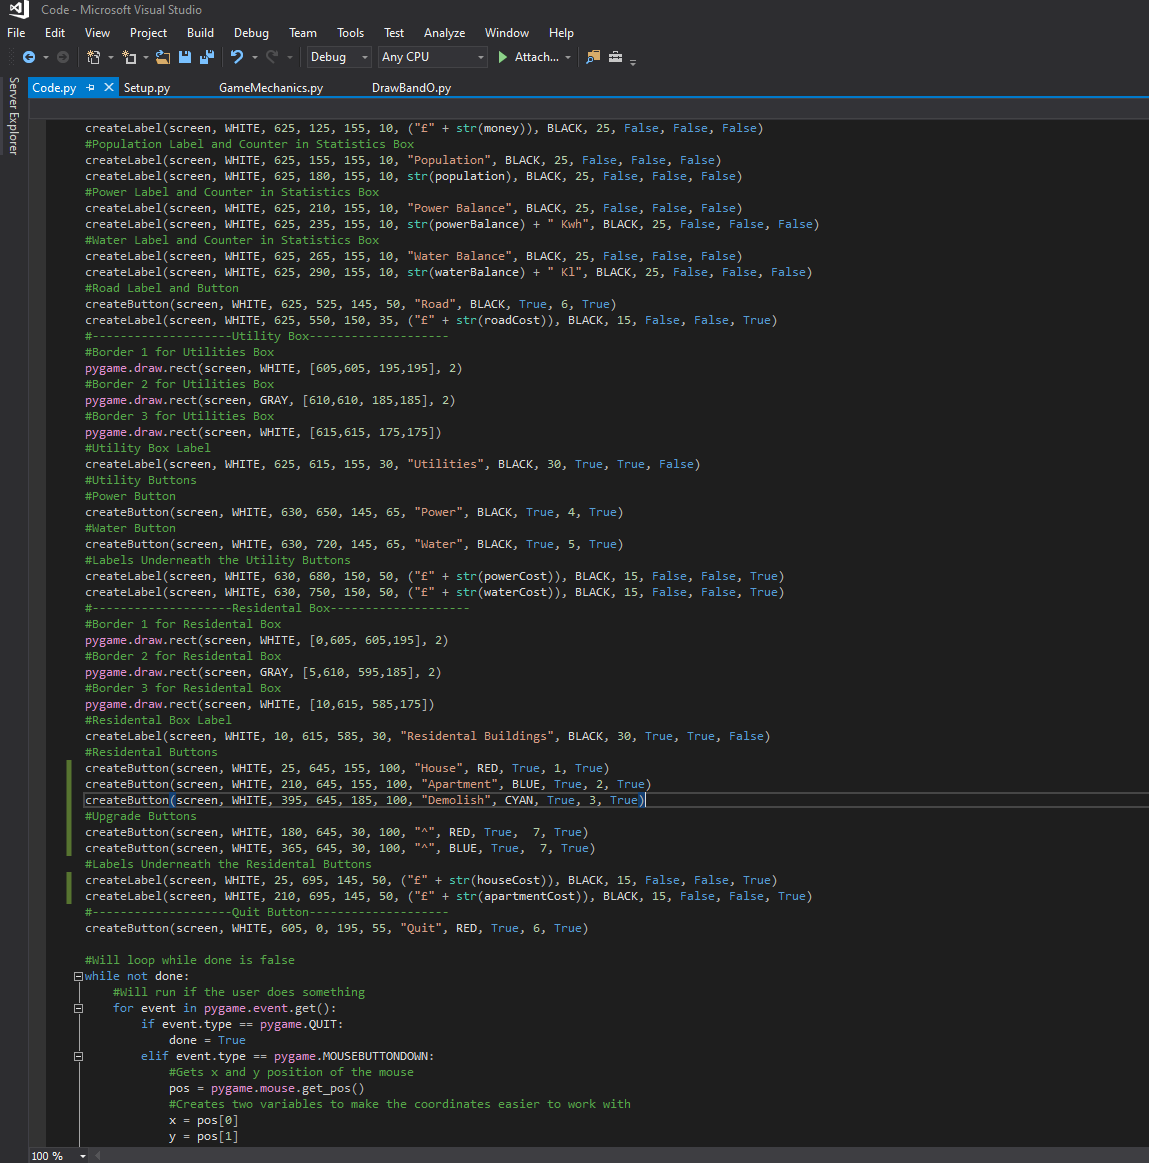 Code - Microsoft Visual Studio
File Edit View Project Build Debug Team Tools Test Analyze Window Help
Debug Any CPU Attach...
Server Explorer
Code.py Setup.py GameMechanics.py DrawBandO.py
createLabel(screen, WHITE, 625, 125, 155, 10, ("£" + str(money)), BLACK, 25, False, False, False)
#Population Label and Counter in Statistics Box
createLabel(screen, WHITE, 625, 155, 155, 10, "Population", BLACK, 25, False, False, False)
createLabel(screen, WHITE, 625, 180, 155, 10, str(population), BLACK, 25, False, False, False)
#Power Label and Counter in Statistics Box
createLabel(screen, WHITE, 625, 210, 155, 10, "Power Balance", BLACK, 25, False, False, False)
createLabel(screen, WHITE, 625, 235, 155, 10, str(powerBalance) + " Kwh", BLACK, 25, False, False, False)
#Water Label and Counter in Statistics Box
createLabel(screen, WHITE, 625, 265, 155, 10, "Water Balance", BLACK, 25, False, False, False)
createLabel(screen, WHITE, 625, 290, 155, 10, str(waterBalance) + " Kl", BLACK, 25, False, False, False)
#Road Label and Button
createButton(screen, WHITE, 625, 525, 145, 50, "Road", BLACK, True, 6, True)
createLabel(screen, WHITE, 625, 550, 150, 35, ("£" + str(roadCost)), BLACK, 15, False, False, True)
#--------------------Utility Box--------------------
#Border 1 for Utilities Box
pygame.draw.rect(screen, WHITE, [605,605, 195,195], 2)
#Border 2 for Utilities Box
pygame.draw.rect(screen, GRAY, [610,610, 185,185], 2)
#Border 3 for Utilities Box
pygame.draw.rect(screen, WHITE, [615,615, 175,175])
#Utility Box Label
createLabel(screen, WHITE, 625, 615, 155, 30, "Utilities", BLACK, 30, True, True, False)
#Utility Buttons
#Power Button
createButton(screen, WHITE, 630, 650, 145, 65, "Power", BLACK, True, 4, True)
#Water Button
createButton(screen, WHITE, 630, 720, 145, 65, "Water", BLACK, True, 5, True)
#Labels Underneath the Utility Buttons
createLabel(screen, WHITE, 630, 680, 150, 50, ("£" + str(powerCost)), BLACK, 15, False, False, True)
createLabel(screen, WHITE, 630, 750, 150, 50, ("£" + str(waterCost)), BLACK, 15, False, False, True)
#--------------------Residental Box--------------------
#Border 1 for Residental Box
pygame.draw.rect(screen, WHITE, [0,605, 605,195], 2)
#Border 2 for Residental Box
pygame.draw.rect(screen, GRAY, [5,610, 595,185], 2)
#Border 3 for Residental Box
pygame.draw.rect(screen, WHITE, [10,615, 585,175])
#Residental Box Label
createLabel(screen, WHITE, 10, 615, 585, 30, "Residental Buildings", BLACK, 30, True, True, False)
#Residental Buttons
createButton(screen, WHITE, 25, 645, 155, 100, "House", RED, True, 1, True)
createButton(screen, WHITE, 210, 645, 155, 100, "Apartment", BLUE, True, 2, True)
createButton(screen, WHITE, 395, 645, 185, 100, "Demolish", CYAN, True, 3, True)
#Upgrade Buttons
createButton(screen, WHITE, 180, 645, 30, 100, "^", RED, True,  7, True)
createButton(screen, WHITE, 365, 645, 30, 100, "^", BLUE, True,  7, True)
#Labels Underneath the Residental Buttons
createLabel(screen, WHITE, 25, 695, 145, 50, ("£" + str(houseCost)), BLACK, 15, False, False, True)
createLabel(screen, WHITE, 210, 695, 145, 50, ("£" + str(apartmentCost)), BLACK, 15, False, False, True)
#--------------------Quit Button--------------------
createButton(screen, WHITE, 605, 0, 195, 55, "Quit", RED, True, 6, True)
#Will loop while done is false
while not done:
#Will run if the user does something
for event in pygame.event.get():
if event.type == pygame.QUIT:
done = True
elif event.type == pygame.MOUSEBUTTONDOWN:
#Gets x and y position of the mouse
pos = pygame.mouse.get_pos()
#Creates two variables to make the coordinates easier to work with
x = pos[0]
y = pos[1]
100 %